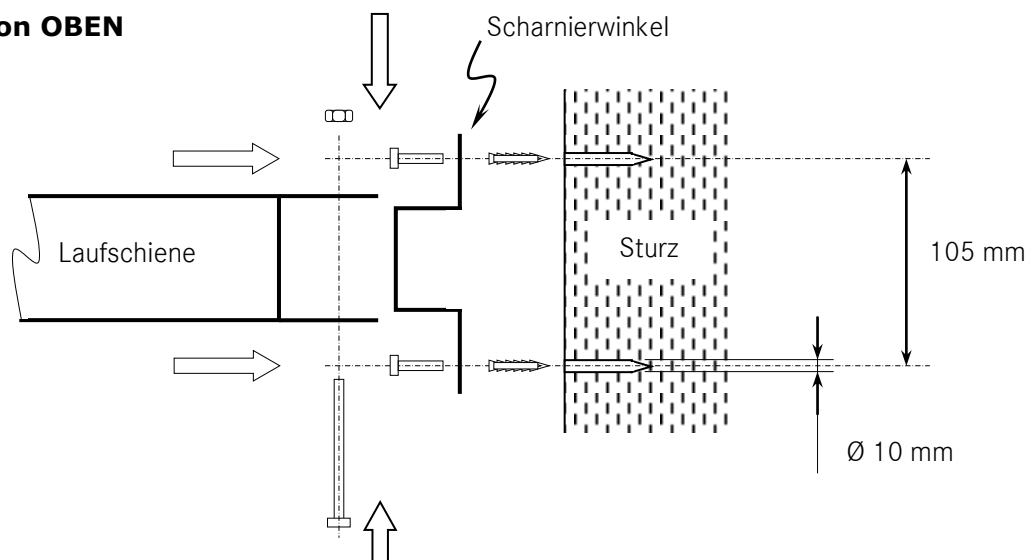 on OBEN
Scharnierwinkel
Laufschiene
Sturz
105 mm
Ø 10 mm